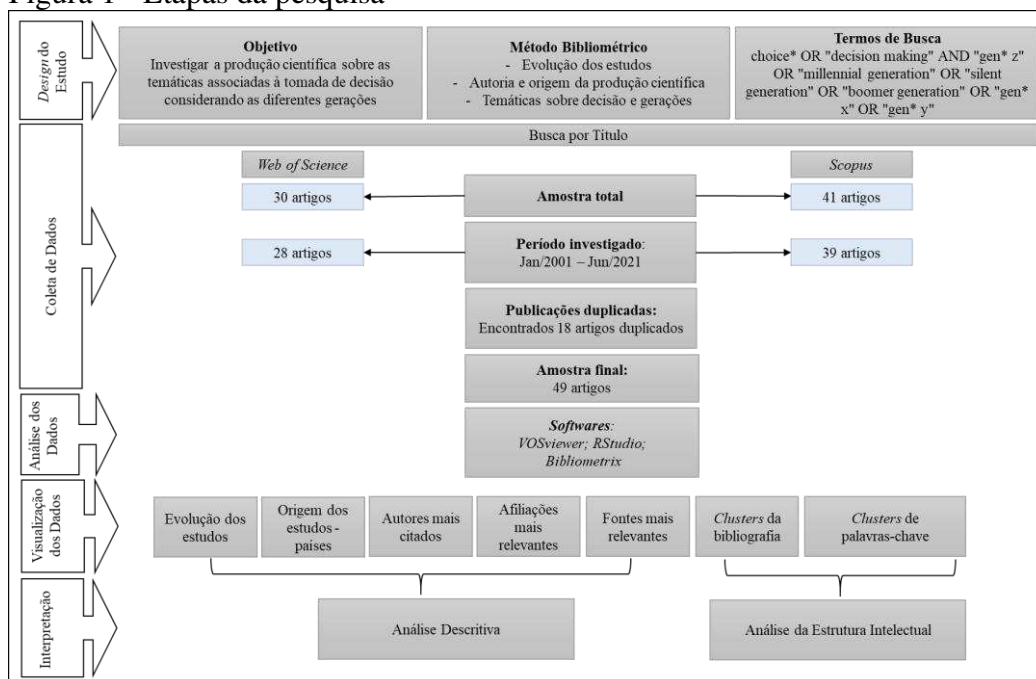 Figura 1 - Etapas da pesquisa
Design do
Estudo
Objetivo
Investigar a produção científica sobre as
temáticas associadas à tomada de decisão
considerando as diferentes gerações
Método Bibliométrico
- Evolução dos estudos
- Autoria e origem da produção científica
- Temáticas sobre decisão e gerações
Termos de Busca
choice* OR "decision making" AND "gen* z"
OR "millennial generation" OR "silent
generation" OR "boomer generation" OR "gen*
x" OR "gen* y"
Busca por Título
Coleta de Dados
Web of Science
Scopus
30 artigos
Amostra total
41 artigos
28 artigos
Período investigado:
Jan/2001 – Jun/2021
39 artigos
Publicações duplicadas:
Encontrados 18 artigos duplicados
Amostra final:
49 artigos
Análise dos
Dados
Softwares:
VOSviewer; RStudio;
Bibliometrix
Visualização
dos Dados
Evolução dos
estudos
Origem dos
estudos -
países
Autores mais
citados
Afiliações
mais
relevantes
Fontes mais
relevantes
Clusters da
bibliografia
Clusters de
palavras-chave
Interpretação
Análise Descritiva
Análise da Estrutura Intelectual